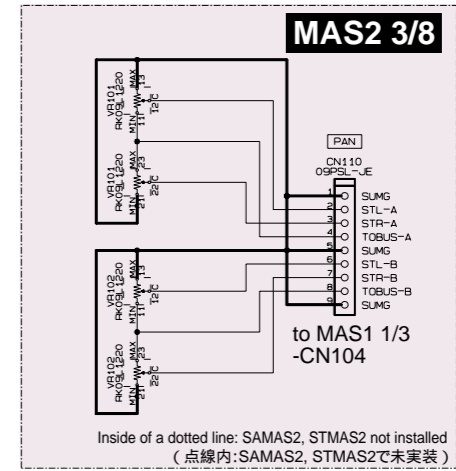 MAS2 3/8
VR101
RK09L1220
MAX
13
12C
MIN
11
VR101
RK09L1220
MAX
23
22C
MIN
21
VR102
RK09L1220
MAX
13
12C
MIN
11
VR102
RK09L1220
MAX
23
22C
MIN
21
PAN
CN110
09PSL-JE
1 SUMG
2 STL-A
3 STR-A
4 TOBUS-A
5 SUMG
6 STL-B
7 STR-B
8 TOBUS-B
9 SUMG
to MAS1 1/3
-CN104
Inside of a dotted line: SAMAS2, STMAS2 not installed
(点線内:SAMAS2, STMAS2で未実装)